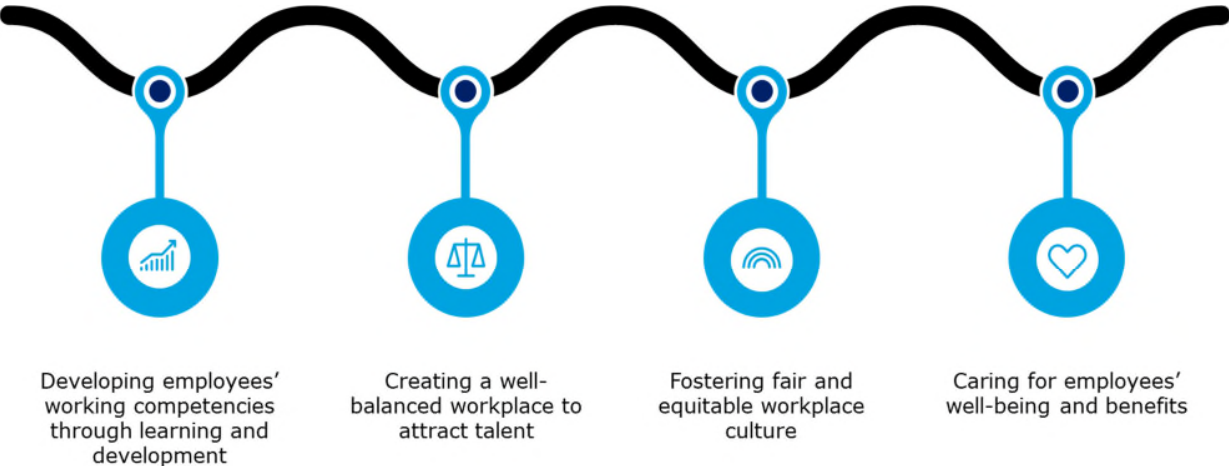 Developing employees’
working competencies
through learning and
development
Creating a well-
balanced workplace to
attract talent
Fostering fair and
equitable workplace
culture
Caring for employees’
well-being and benefits